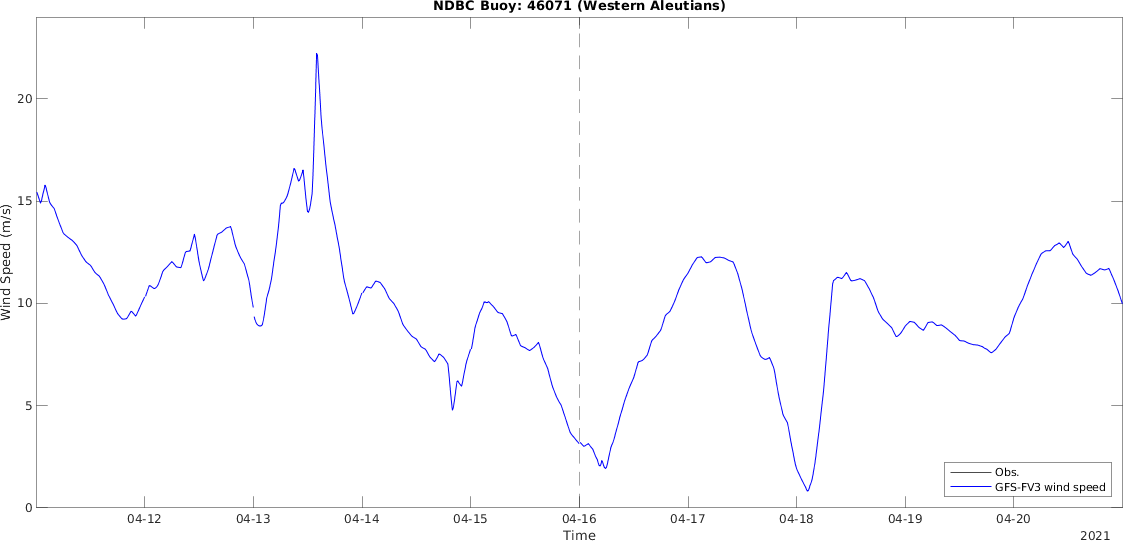 NDBC Buoy: 46071 (Western Aleutians)
Wind Speed (m/s)
20
15
10
5
0
Obs.
GFS-FV3 wind speed
04-12 04-13 04-14 04-15 04-16 04-17 04-18 04-19 04-20
Time
2021